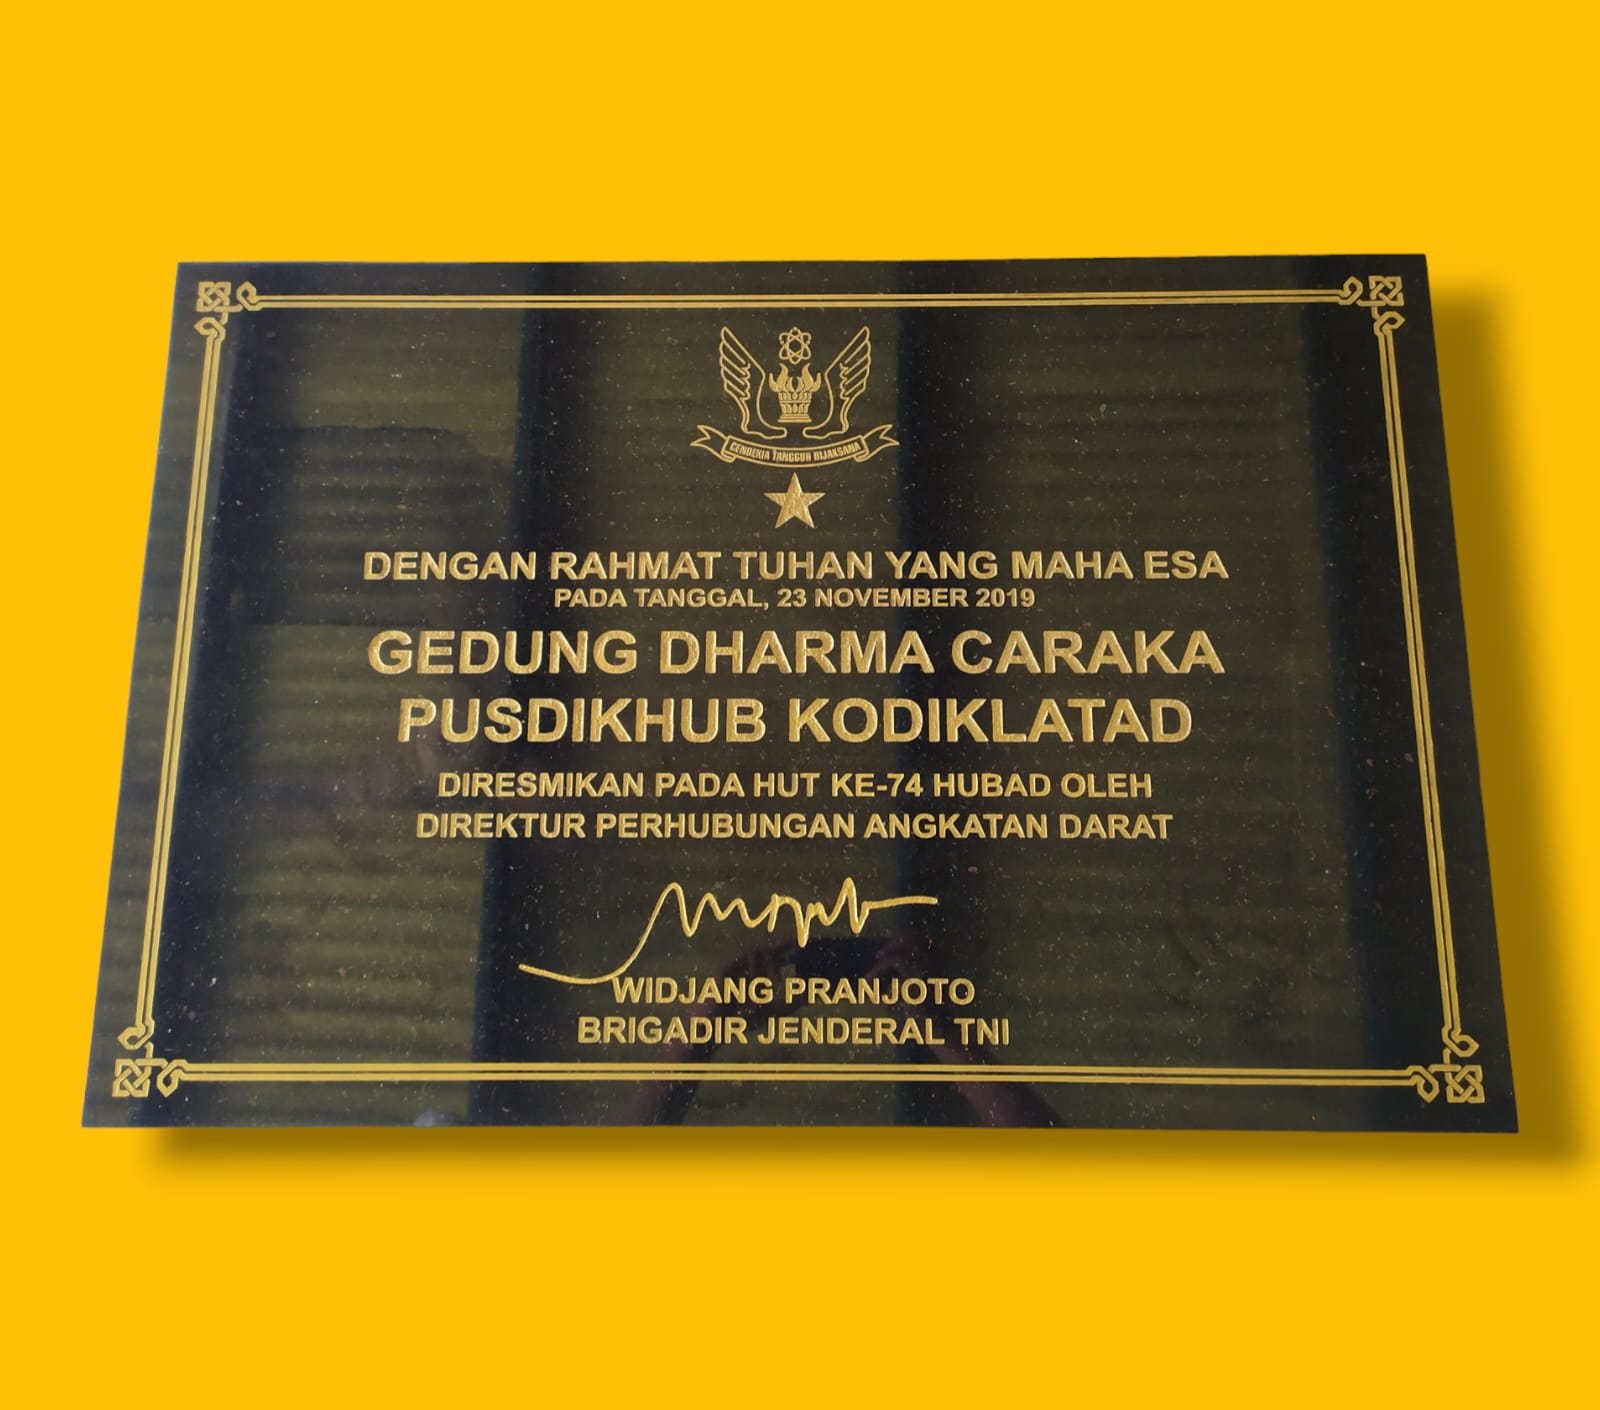 CENDEKIA TANGGUH BIJAKSANA
DENGAN RAHMAT TUHAN YANG MAHA ESA
PADA TANGGAL, 23 NOVEMBER 2019
GEDUNG DHARMA CARAKA
PUSDIKHUB KODIKLATAD
DIRESMIKAN PADA HUT KE-74 HUBAD OLEH
DIREKTUR PERHUBUNGAN ANGKATAN DARAT
WIDJANG PRANJOTO
BRIGADIR JENDERAL TNI